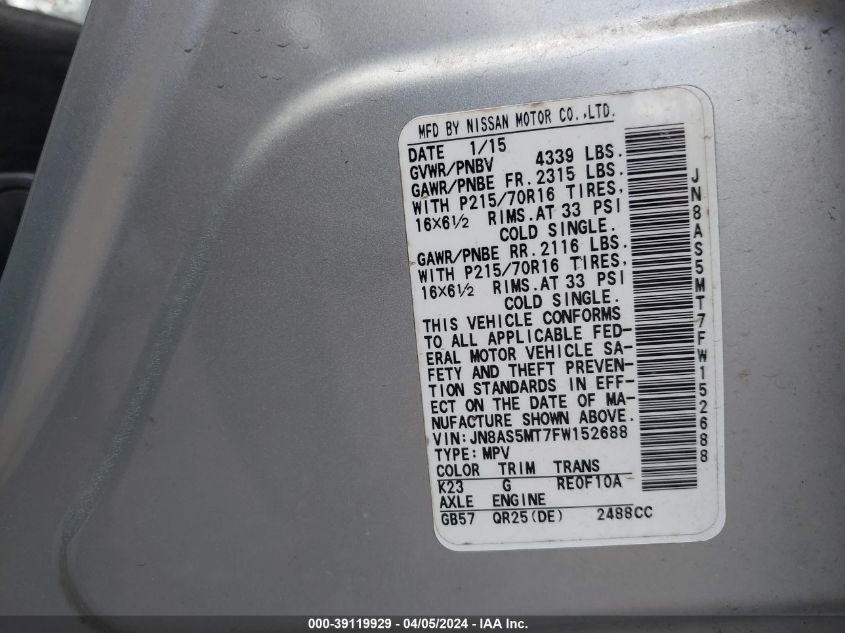 MFD BY NISSAN MOTOR CO.,LTD.
DATE 1/15
GVWR/PNBV 4339 LBS.
GAWR/PNBE FR. 2315 LBS.
WITH P215/70R16 TIRES,
16×6½ RIMS. AT 33 PSI
COLD SINGLE.
GAWR/PNBE RR. 2116 LBS.
WITH P215/70R16 TIRES,
16×6½ RIMS. AT 33 PSI
COLD SINGLE.
THIS VEHICLE CONFORMS
TO ALL APPLICABLE FED-
ERAL MOTOR VEHICLE SA-
FETY AND THEFT PREVEN-
TION STANDARDS IN EFF-
ECT ON THE DATE OF MA-
NUFACTURE SHOWN ABOVE.
VIN:JN8AS5MT7FW152688
TYPE: MPV
COLOR TRIM TRANS
K23 G RE0F10A
AXLE ENGINE
GB57 QR25(DE) 2488CC
JN8AS5MT7FW152688
000-39119929 - 04/05/2024 - IAA Inc.